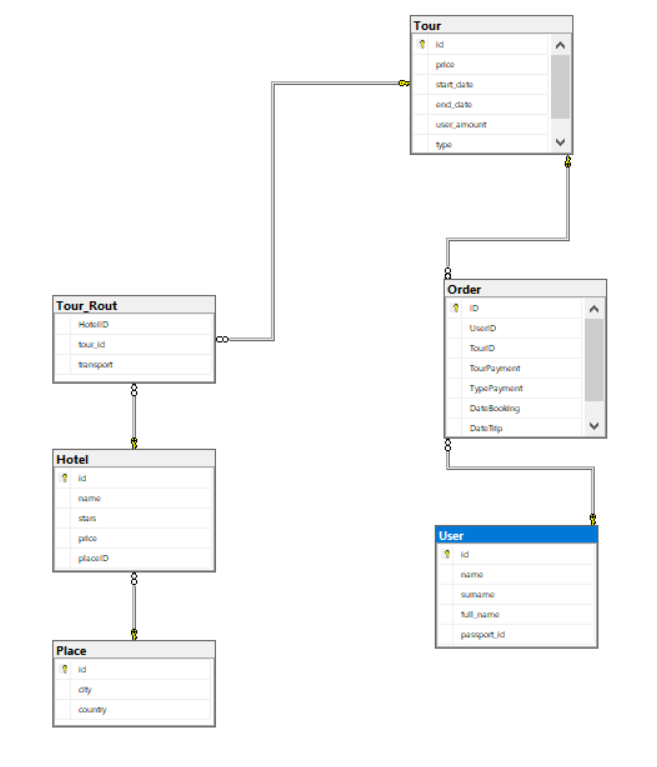 Tour
id
price
start_date
end_date
user_amount
type
Order
ID
UserID
TourID
TourPayment
TypePayment
DateBooking
DateTrip
Tour_Rout
HotelID
tour_id
transport
Hotel
id
name
stars
price
placeID
User
id
name
surname
full_name
passport_id
Place
id
city
country